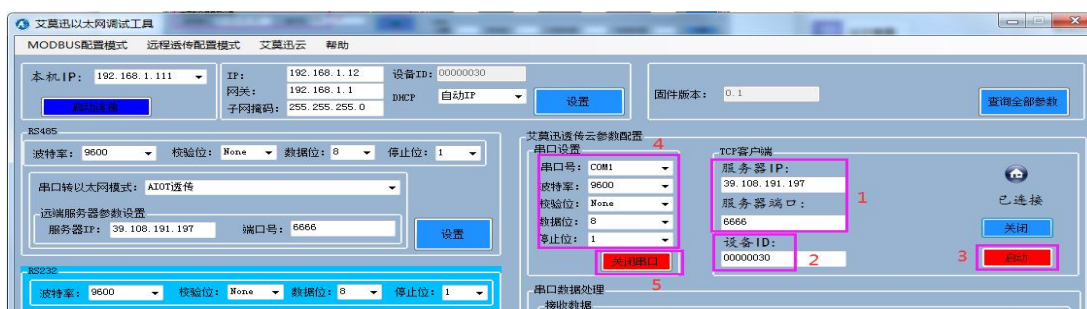 艾莫迅以太网调试工具
MODBUS配置模式 远程透传配置模式 艾莫迅云 帮助
本机IP: 192.168.1.111
启动连接
IP: 192.168.1.12
网关: 192.168.1.1
子网掩码: 255.255.255.0
设备ID: 00000030
DHCP 自动IP
设置
固件版本: 0.1
查询全部参数
RS485
波特率: 9600 校验位: None 数据位: 8 停止位: 1
串口转以太网模式: AIOT透传
远端服务器参数设置
服务器IP: 39.108.191.197 端口号: 6666
设置
RS232
波特率: 9600 校验位: None 数据位: 8 停止位: 1
艾莫迅透传云参数配置
串口设置 4
串口号: COM1
波特率: 9600
校验位: None
数据位: 8
停止位: 1
关闭串口
5
TCP客户端
服务器IP:
39.108.191.197
1
服务器端口:
6666
设备ID:
00000030 2
已连接
关闭
3 启动
串口数据处理
接收数据